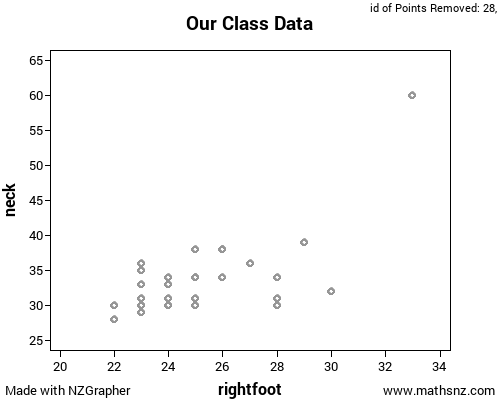 id of Points Removed: 28,
Our Class Data
65
60
55
50
45
40
35
30
25
neck
20 22 24 26 28 30 32 34
rightfoot
Made with NZGrapher
www.mathsnz.com